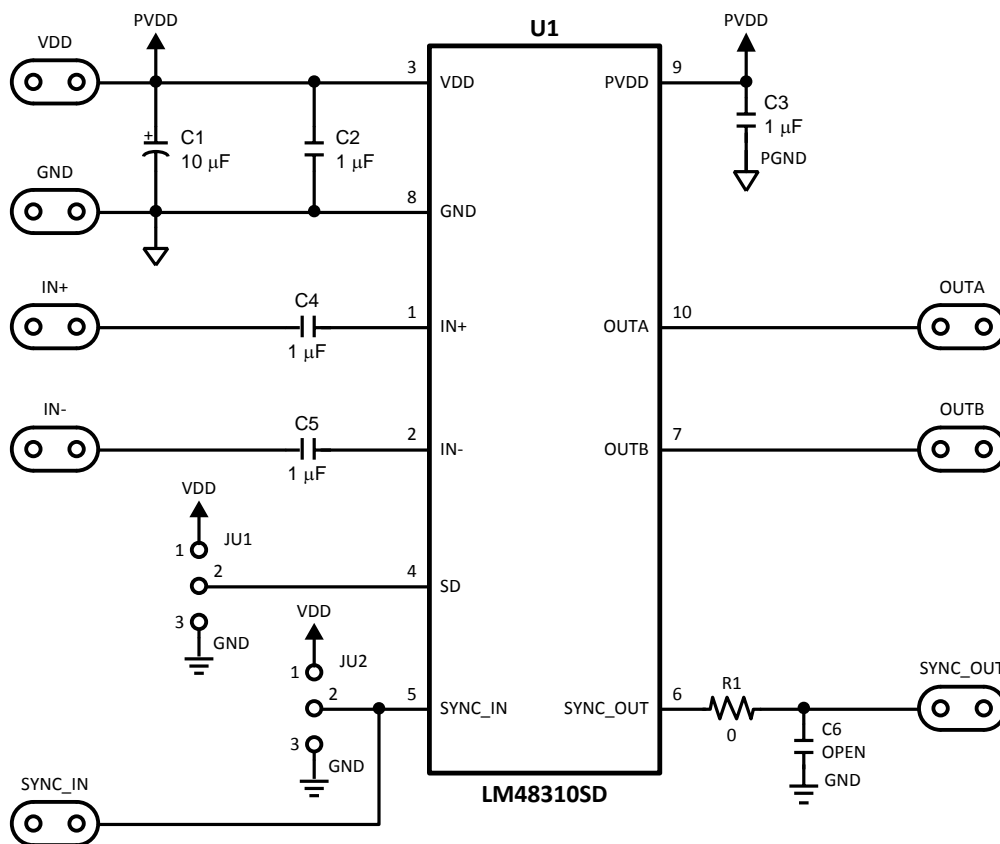 U1
PVDD
PVDD
VDD
3
VDD
PVDD
9
C3
1 μF
PGND
+
C1
10 μF
C2
1 μF
GND
8
GND
IN+
C4
1 μF
1
IN+
OUTA
10
OUTA
IN-
C5
1 μF
2
IN-
OUTB
7
OUTB
VDD
JU1
1
2
3
GND
4
SD
VDD
JU2
1
2
3
GND
5
SYNC_IN
SYNC_OUT
6
R1
0
C6
OPEN
GND
SYNC_OUT
SYNC_IN
LM48310SD